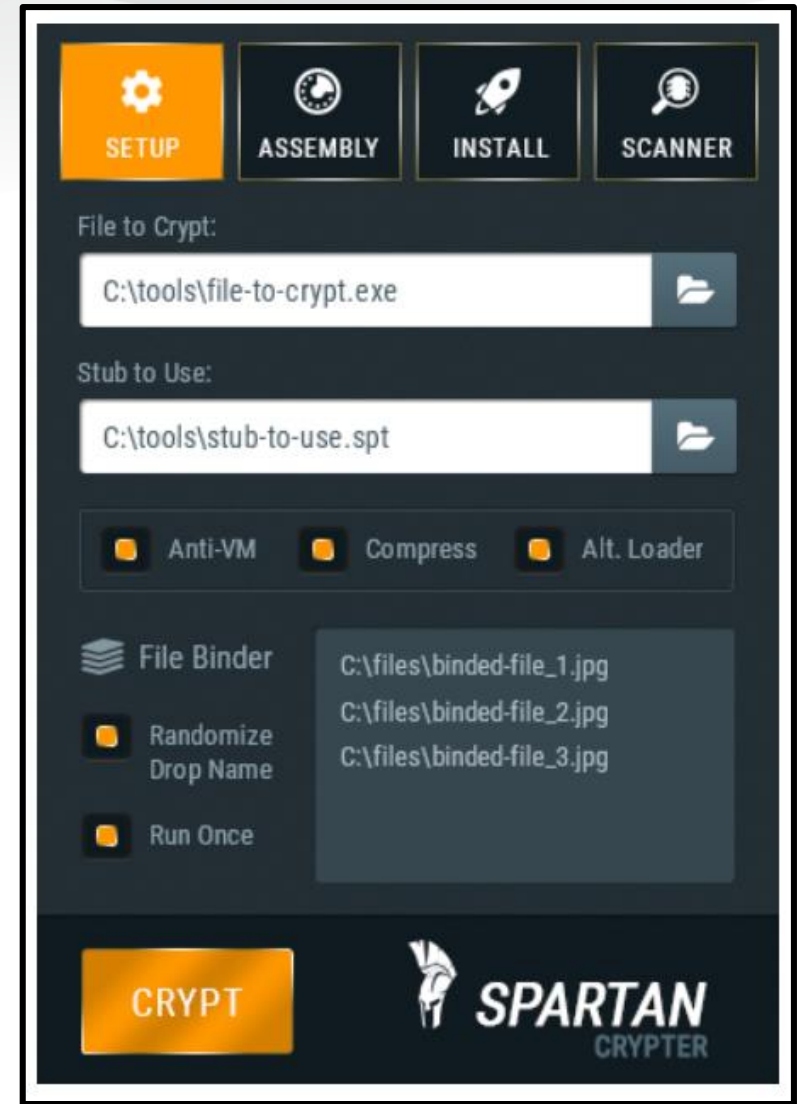 SETUP
ASSEMBLY
INSTALL
SCANNER
File to Crypt:
C:\tools\file-to-crypt.exe
Stub to Use:
C:\tools\stub-to-use.spt
Anti-VM
Compress
Alt. Loader
File Binder
Randomize
Drop Name
Run Once
C:\files\binded-file_1.jpg
C:\files\binded-file_2.jpg
C:\files\binded-file_3.jpg
CRYPT
SPARTAN
CRYPTER